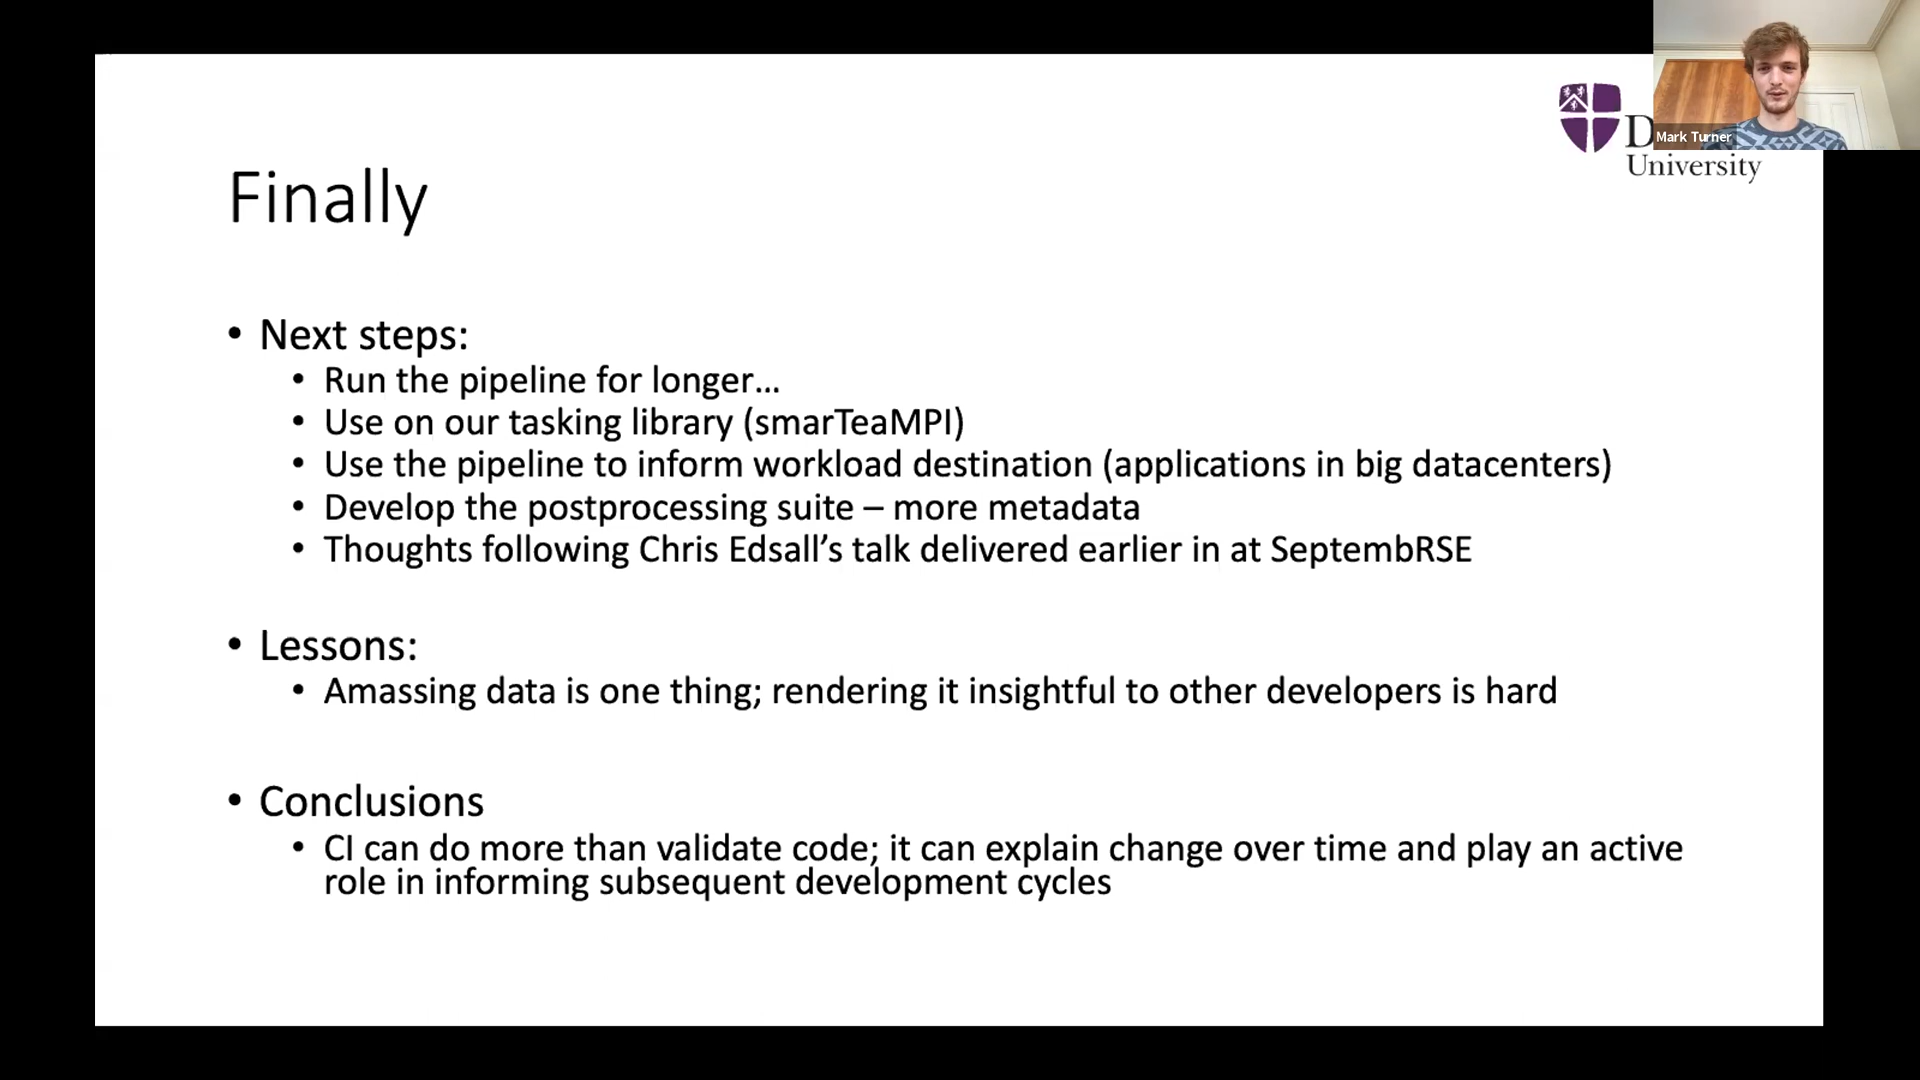 Mark Turner
University
Finally
• Next steps:
• Run the pipeline for longer…
• Use on our tasking library (smarTeaMPI)
• Use the pipeline to inform workload destination (applications in big datacenters)
• Develop the postprocessing suite – more metadata
• Thoughts following Chris Edsall’s talk delivered earlier in at SeptembRSE
• Lessons:
• Amassing data is one thing; rendering it insightful to other developers is hard
• Conclusions
• CI can do more than validate code; it can explain change over time and play an active
role in informing subsequent development cycles